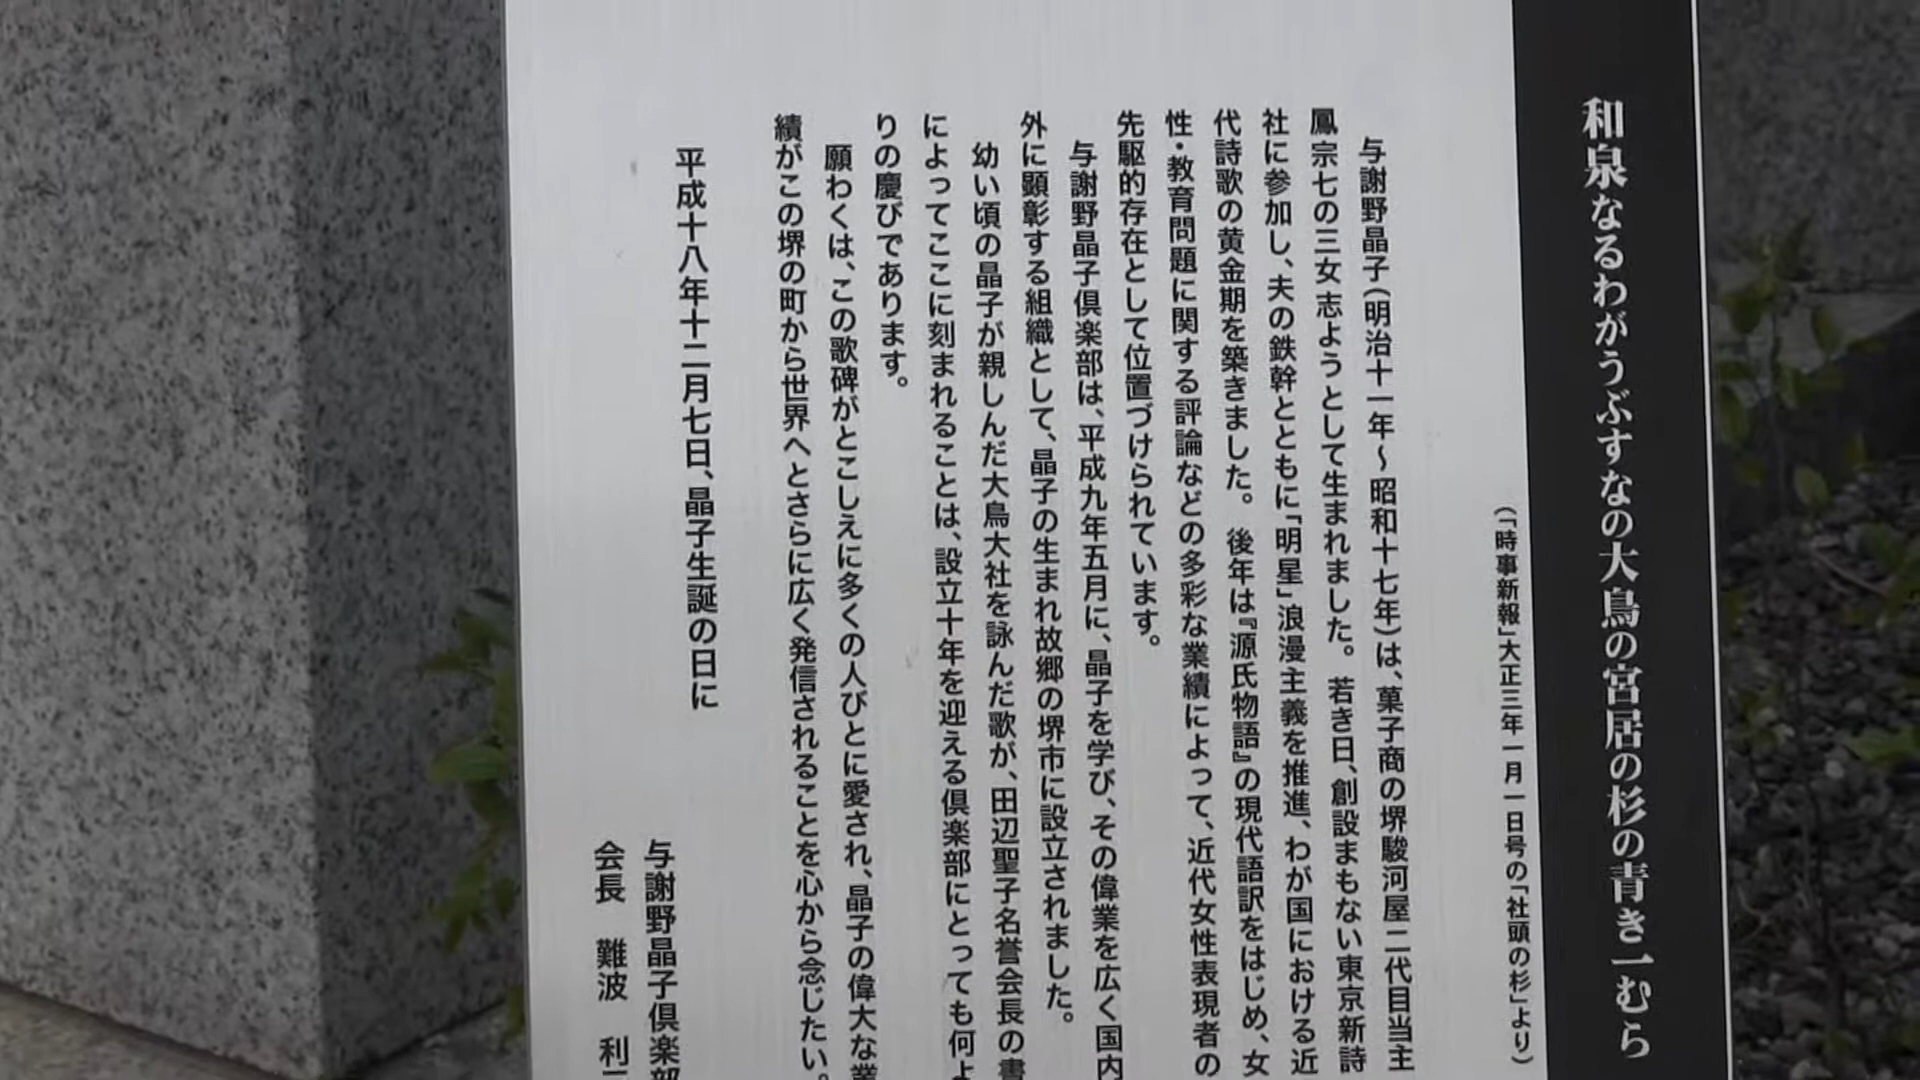 和泉なるわがうぶすなの大鳥の宮居の杉の青き一むら
(「時事新報」大正三年一月一日号の「社頭の杉」より)
与謝野晶子(明治十一年～昭和十七年)は、菓子商の堺駿河屋二代目当主
鳳宗七の三女 志ようとして生まれました。若き日、創設まもない東京新詩
社に参加し、夫の鉄幹とともに「明星」浪漫主義を推進、わが国における近
代詩歌の黄金期を築きました。後年は『源氏物語』の現代語訳をはじめ、女
性・教育問題に関する評論などの多彩な業績によって、近代女性表現者の
先駆的存在として位置づけられています。
与謝野晶子倶楽部は、平成九年五月に、晶子を学び、その偉業を広く国内
外に顕彰する組織として、晶子の生まれ故郷の堺市に設立されました。
幼い頃の晶子が親しんだ大鳥大社を詠んだ歌が、田辺聖子名誉会長の書
によってここに刻まれることは、設立十年を迎える倶楽部にとっても何よ
りの慶びであります。
願わくは、この歌碑がとこしえに多くの人びとに愛され、晶子の偉大な業
績がこの堺の町から世界へとさらに広く発信されることを心から念じたい。
平成十八年十二月七日、晶子生誕の日に
与謝野晶子倶楽部
会長 難波 利